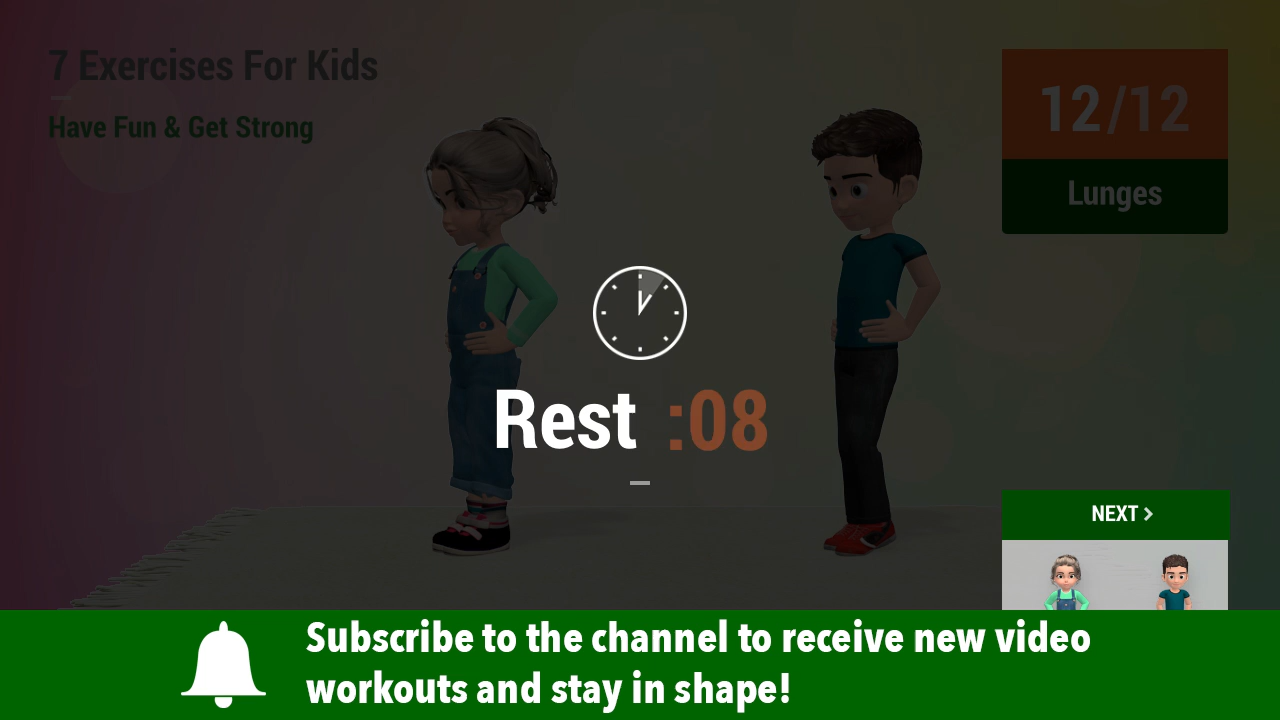 7 Exercises For Kids
Have Fun & Get Strong
12/12
Lunges
Rest :08
NEXT >
Subscribe to the channel to receive new video
workouts and stay in shape!